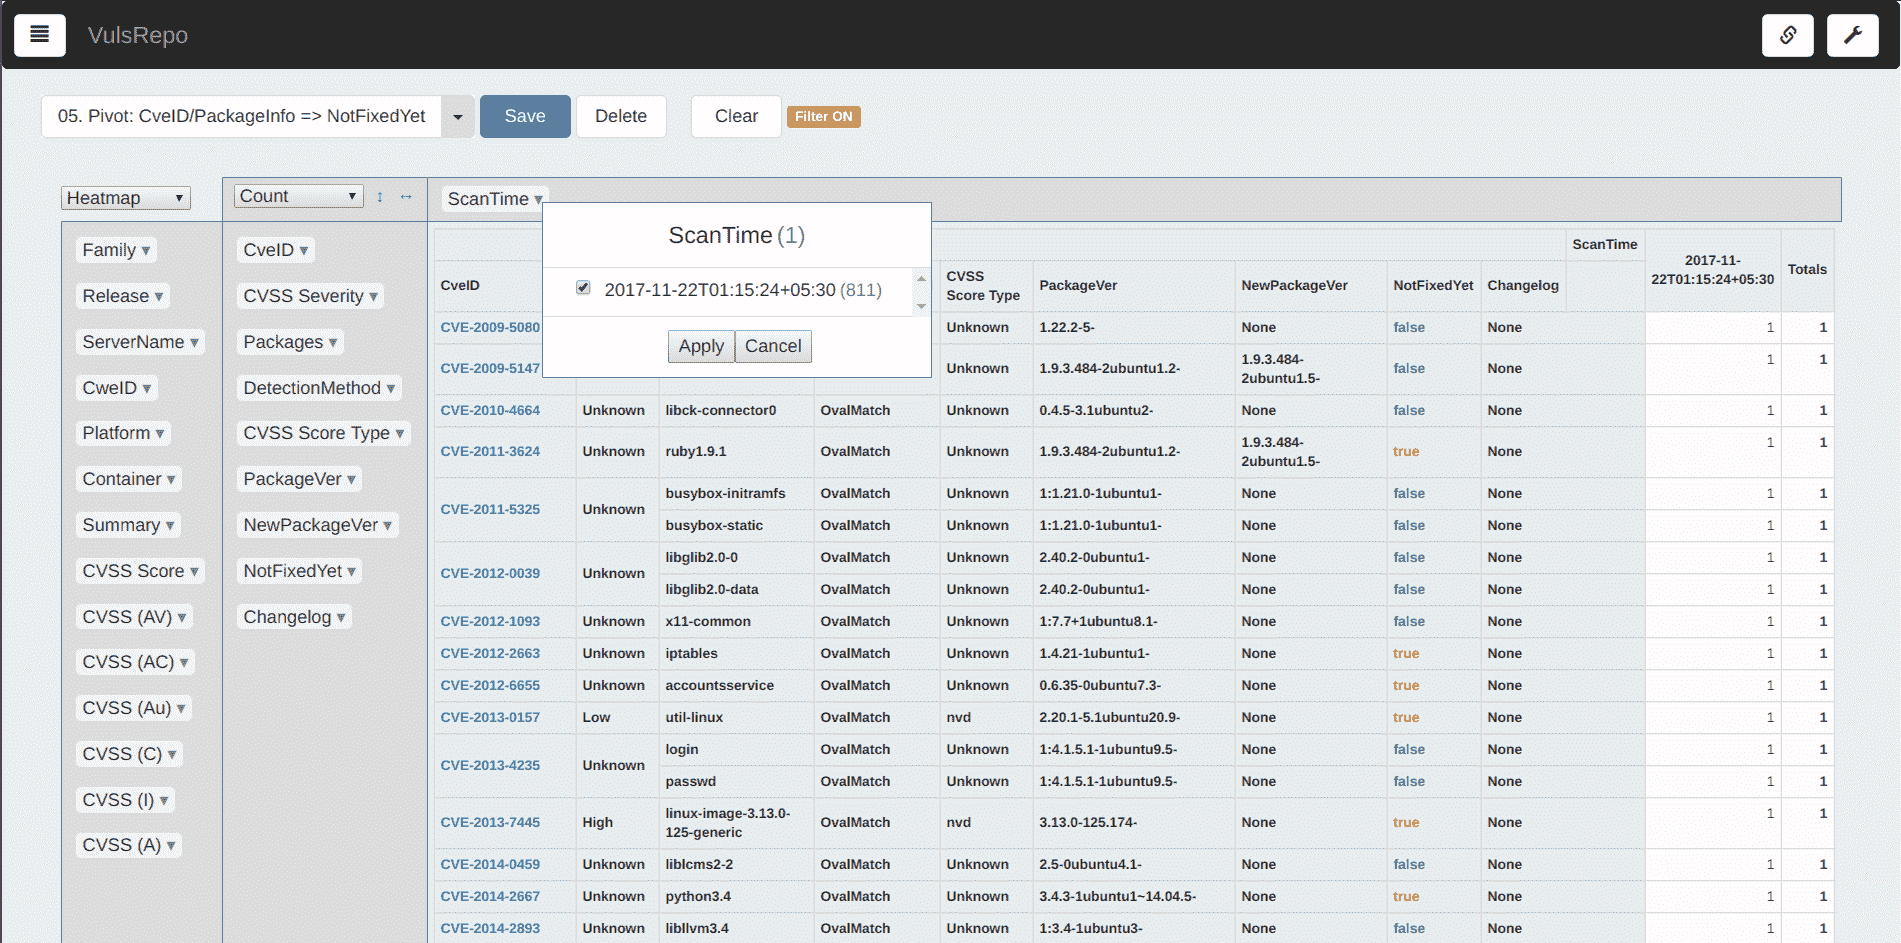 VulsRepo
05. Pivot: CveID/PackageInfo => NotFixedYet
Save
Delete
Clear
Filter ON
Heatmap
Count ↕ ↔
ScanTime
Family
Release
ServerName
CweID
Platform
Container
Summary
CVSS Score
CVSS (AV)
CVSS (AC)
CVSS (Au)
CVSS (C)
CVSS (I)
CVSS (A)
CveID
CVSS Severity
Packages
DetectionMethod
CVSS Score Type
PackageVer
NewPackageVer
NotFixedYet
Changelog
ScanTime (1)
2017-11-22T01:15:24+05:30 (811)
Apply Cancel
ScanTime
2017-11-
22T01:15:24+05:30
Totals
CveID
CVSS
Score Type
PackageVer
NewPackageVer
NotFixedYet
Changelog
CVE-2009-5080 Unknown 1.22.2-5- None false None 1 1
CVE-2009-5147 Unknown 1.9.3.484-2ubuntu1.2- 1.9.3.484-
2ubuntu1.5- false None 1 1
CVE-2010-4664 Unknown libck-connector0 OvalMatch Unknown 0.4.5-3.1ubuntu2- None false None 1 1
CVE-2011-3624 Unknown ruby1.9.1 OvalMatch Unknown 1.9.3.484-2ubuntu1.2- 1.9.3.484-
2ubuntu1.5- true None 1 1
CVE-2011-5325 Unknown busybox-initramfs OvalMatch Unknown 1:1.21.0-1ubuntu1- None false None 1 1
busybox-static OvalMatch Unknown 1:1.21.0-1ubuntu1- None false None 1 1
CVE-2012-0039 Unknown libglib2.0-0 OvalMatch Unknown 2.40.2-0ubuntu1- None false None 1 1
libglib2.0-data OvalMatch Unknown 2.40.2-0ubuntu1- None false None 1 1
CVE-2012-1093 Unknown x11-common OvalMatch Unknown 1:7.7+1ubuntu8.1- None false None 1 1
CVE-2012-2663 Unknown iptables OvalMatch Unknown 1.4.21-1ubuntu1- None true None 1 1
CVE-2012-6655 Unknown accountsservice OvalMatch Unknown 0.6.35-0ubuntu7.3- None true None 1 1
CVE-2013-0157 Low util-linux OvalMatch nvd 2.20.1-5.1ubuntu20.9- None true None 1 1
CVE-2013-4235 Unknown login OvalMatch Unknown 1:4.1.5.1-1ubuntu9.5- None false None 1 1
passwd OvalMatch Unknown 1:4.1.5.1-1ubuntu9.5- None false None 1 1
CVE-2013-7445 High linux-image-3.13.0-
125-generic OvalMatch nvd 3.13.0-125.174- None true None 1 1
CVE-2014-0459 Unknown liblcms2-2 OvalMatch Unknown 2.5-0ubuntu4.1- None false None 1 1
CVE-2014-2667 Unknown python3.4 OvalMatch Unknown 3.4.3-1ubuntu1~14.04.5- None true None 1 1
CVE-2014-2893 Unknown libllvm3.4 OvalMatch Unknown 1:3.4-1ubuntu3- None false None 1 1